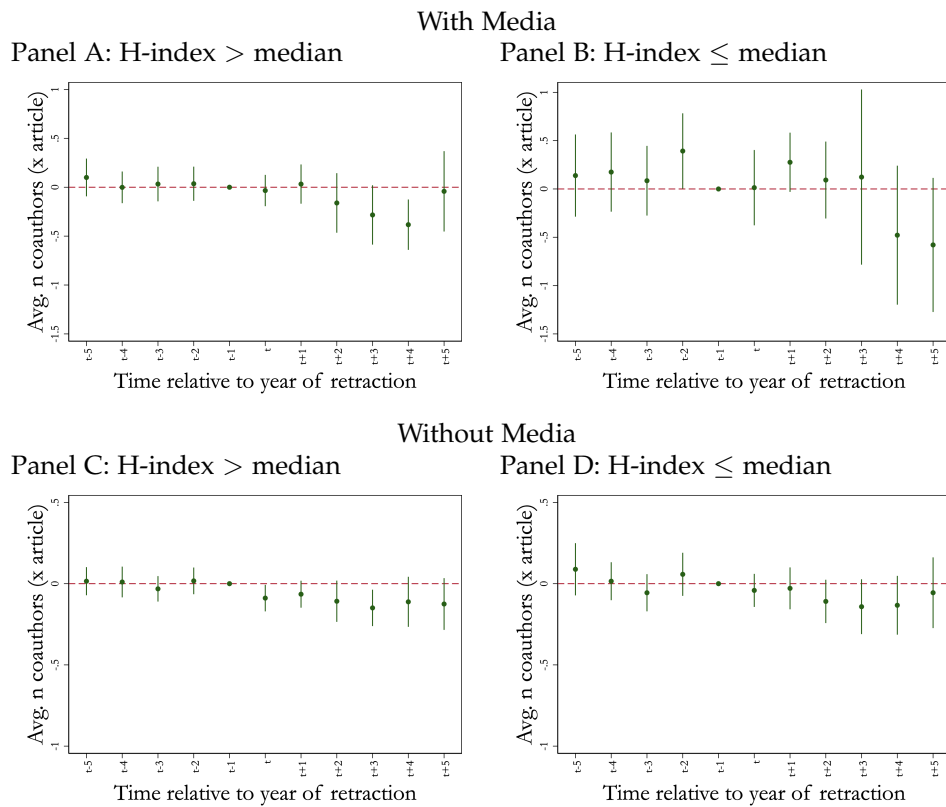 With Media
Panel A: H-index > median
Panel B: H-index ≤ median
Avg. n coauthors (x article)
1
.5
0
-.5
-1
-1.5
t-5 t-4 t-3 t-2 t-1 t t+1 t+2 t+3 t+4 t+5
Time relative to year of retraction
Avg. n coauthors (x article)
1
.5
0
-.5
-1
-1.5
t-5 t-4 t-3 t-2 t-1 t t+1 t+2 t+3 t+4 t+5
Time relative to year of retraction
Without Media
Panel C: H-index > median
Panel D: H-index ≤ median
Avg. n coauthors (x article)
.5
0
-.5
-1
t-5 t-4 t-3 t-2 t-1 t t+1 t+2 t+3 t+4 t+5
Time relative to year of retraction
Avg. n coauthors (x article)
.5
0
-.5
-1
t-5 t-4 t-3 t-2 t-1 t t+1 t+2 t+3 t+4 t+5
Time relative to year of retraction